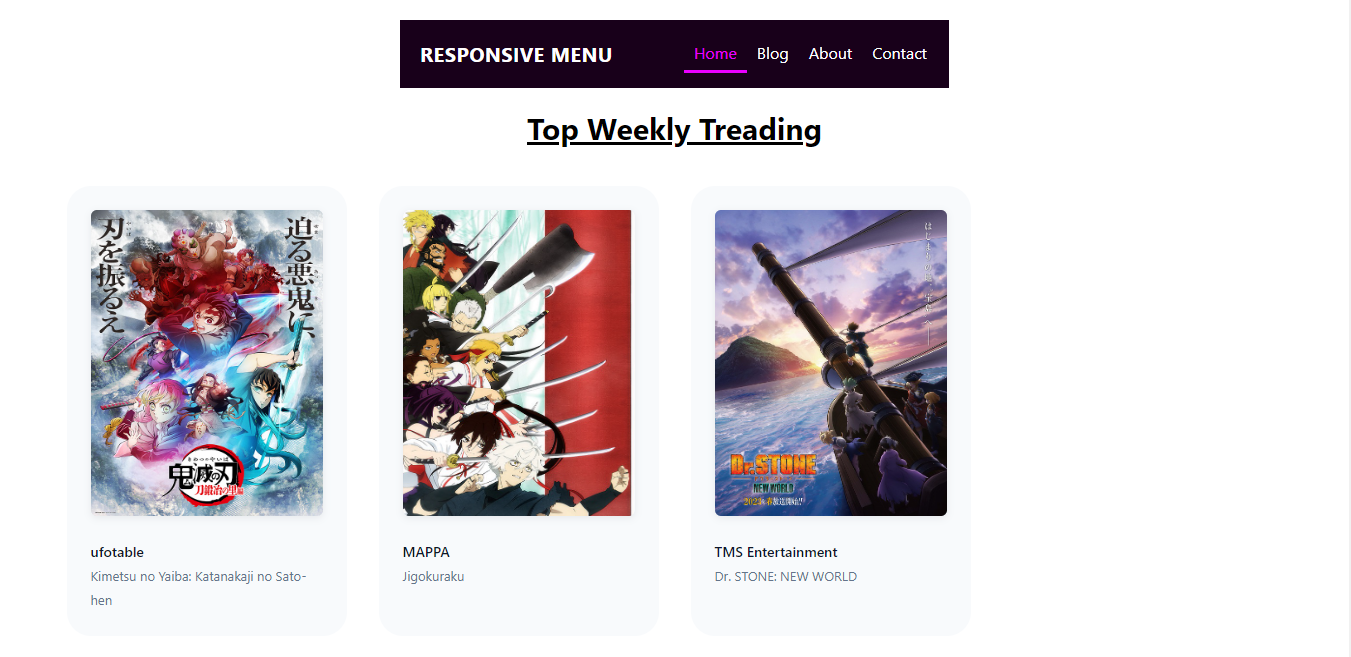 RESPONSIVE MENU
Home Blog About Contact
Top Weekly Treading
迫る悪鬼に、
刃を振るえ
鬼滅の刃
刀鍛冶の里編
Dr.STONE
NEW WORLD
ufotable
Kimetsu no Yaiba: Katanakaji no Sato-
hen
MAPPA
Jigokuraku
TMS Entertainment
Dr. STONE: NEW WORLD